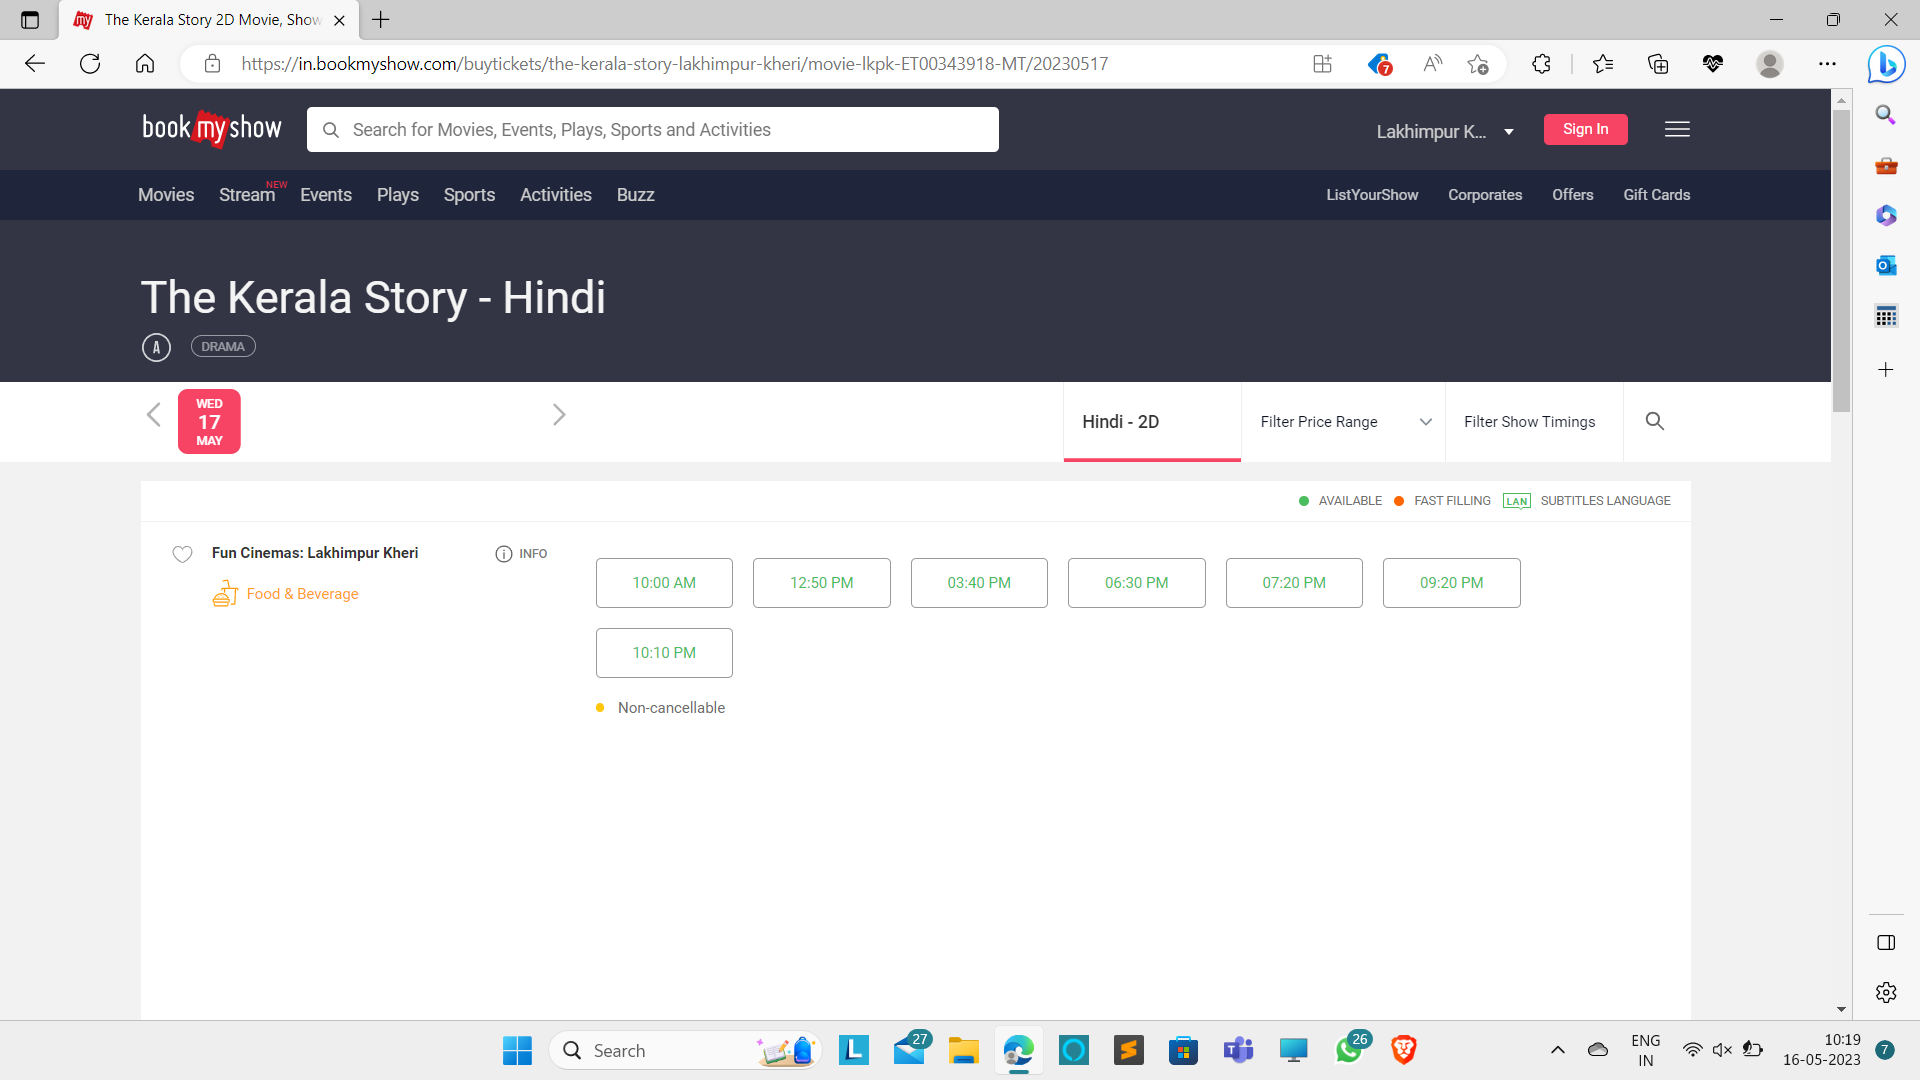 The Kerala Story 2D Movie, Show
https://in.bookmyshow.com/buytickets/the-kerala-story-lakhimpur-kheri/movie-lkpk-ET00343918-MT/20230517
7
book my show
Search for Movies, Events, Plays, Sports and Activities
Lakhimpur K...
Sign In
Movies Stream NEW Events Plays Sports Activities Buzz
ListYourShow Corporates Offers Gift Cards
The Kerala Story - Hindi
A DRAMA
WED
17
MAY
Hindi - 2D
Filter Price Range
Filter Show Timings
AVAILABLE FAST FILLING LAN SUBTITLES LANGUAGE
Fun Cinemas: Lakhimpur Kheri
INFO
Food & Beverage
10:00 AM 12:50 PM 03:40 PM 06:30 PM 07:20 PM 09:20 PM
10:10 PM
Non-cancellable
Search
L
27
26
ENG
IN
10:19
16-05-2023
7